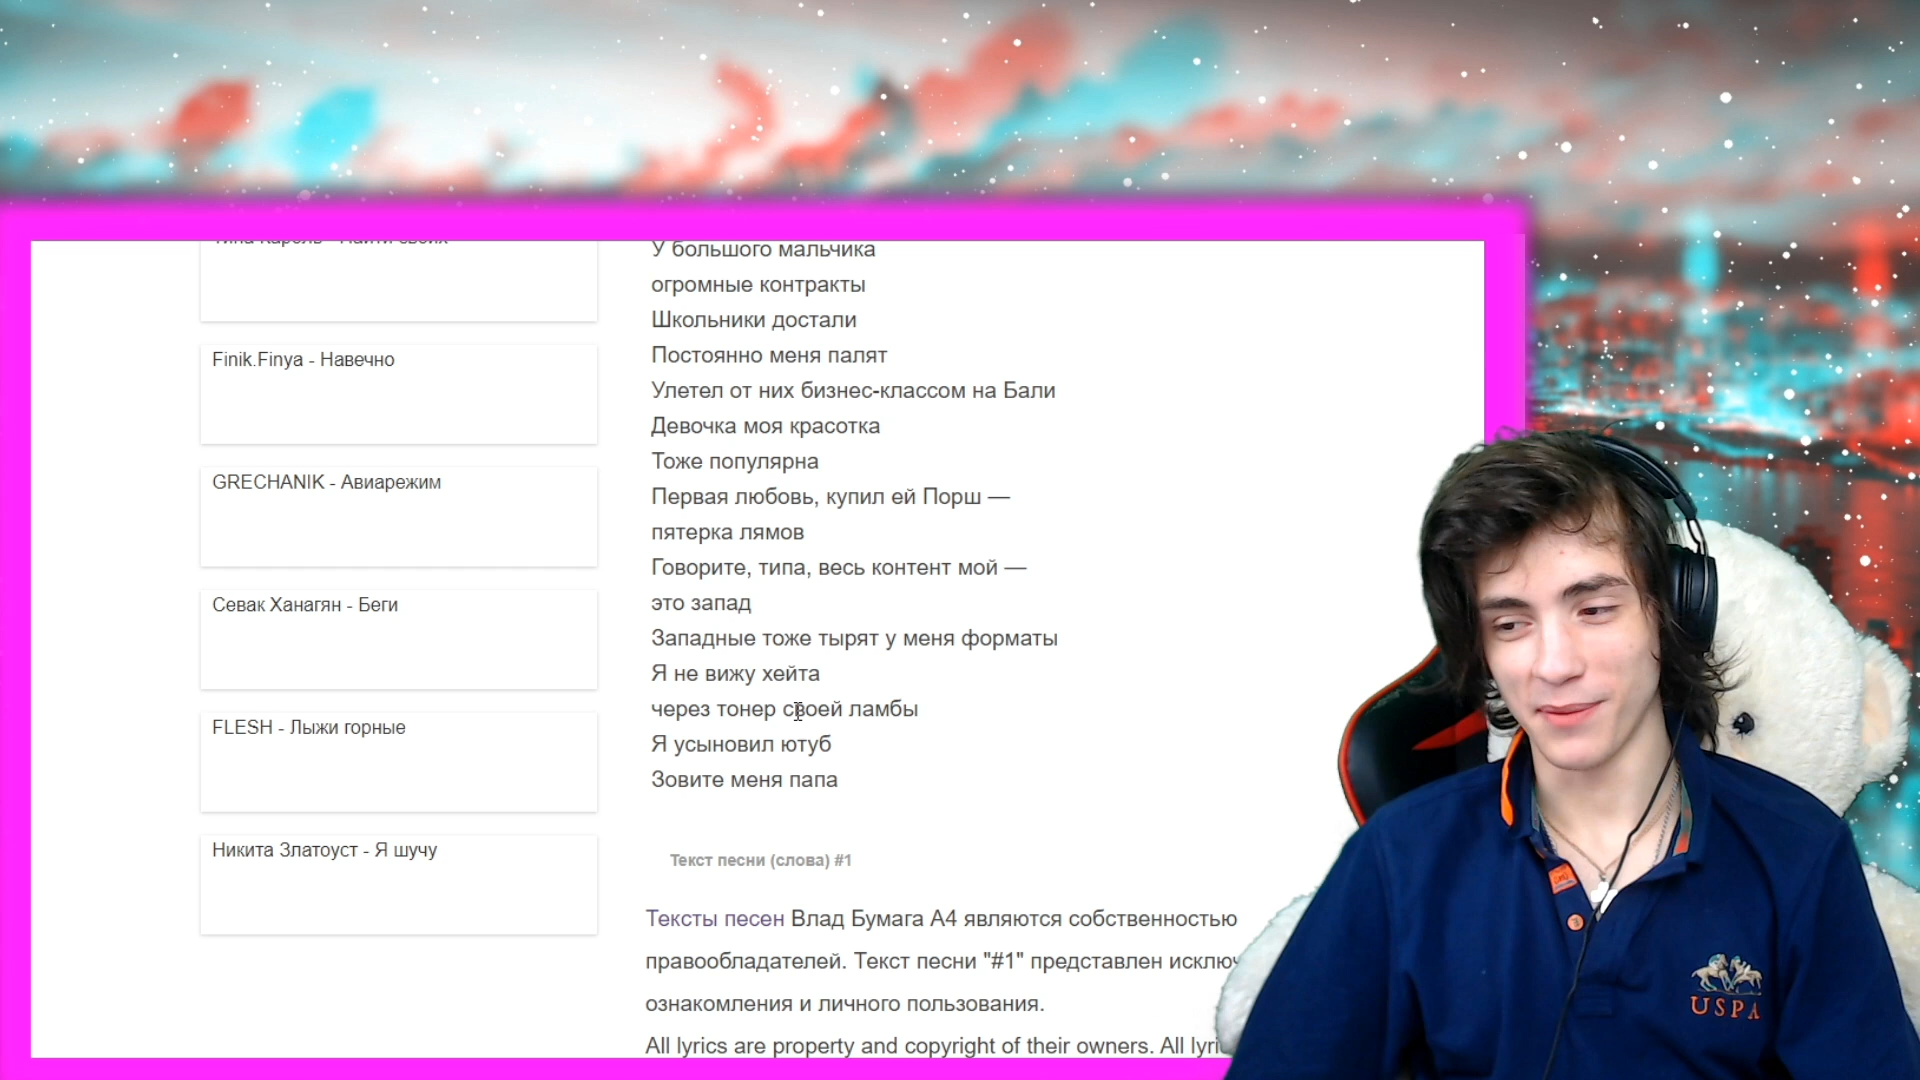 Finik.Finya - Навечно
GRECHANIK - Авиарежим
Севак Ханагян - Беги
FLESH - Лыжи горные
Никита Златоуст - Я шучу
У большого мальчика
огромные контракты
Школьники достали
Постоянно меня палят
Улетел от них бизнес-классом на Бали
Девочка моя красотка
Тоже популярна
Первая любовь, купил ей Порш —
пятерка лямов
Говорите, типа, весь контент мой —
это запад
Западные тоже тырят у меня форматы
Я не вижу хейта
через тонер своей ламбы
Я усыновил ютуб
Зовите меня папа
Текст песни (слова) #1
Тексты песен Влад Бумага А4 являются собственностью
правообладателей. Текст песни "#1" представлен
ознакомления и личного пользования.
All lyrics are property and copyright of their owners. All
USPA